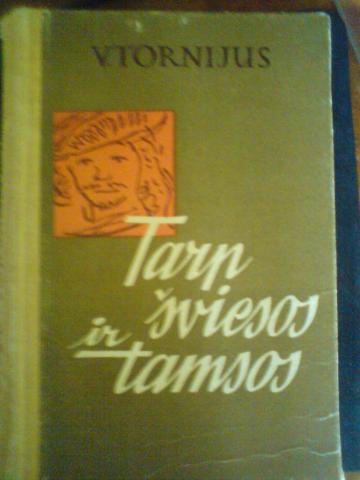 V.TORNIJUS
Tarp
šviesos
ir
tamsos